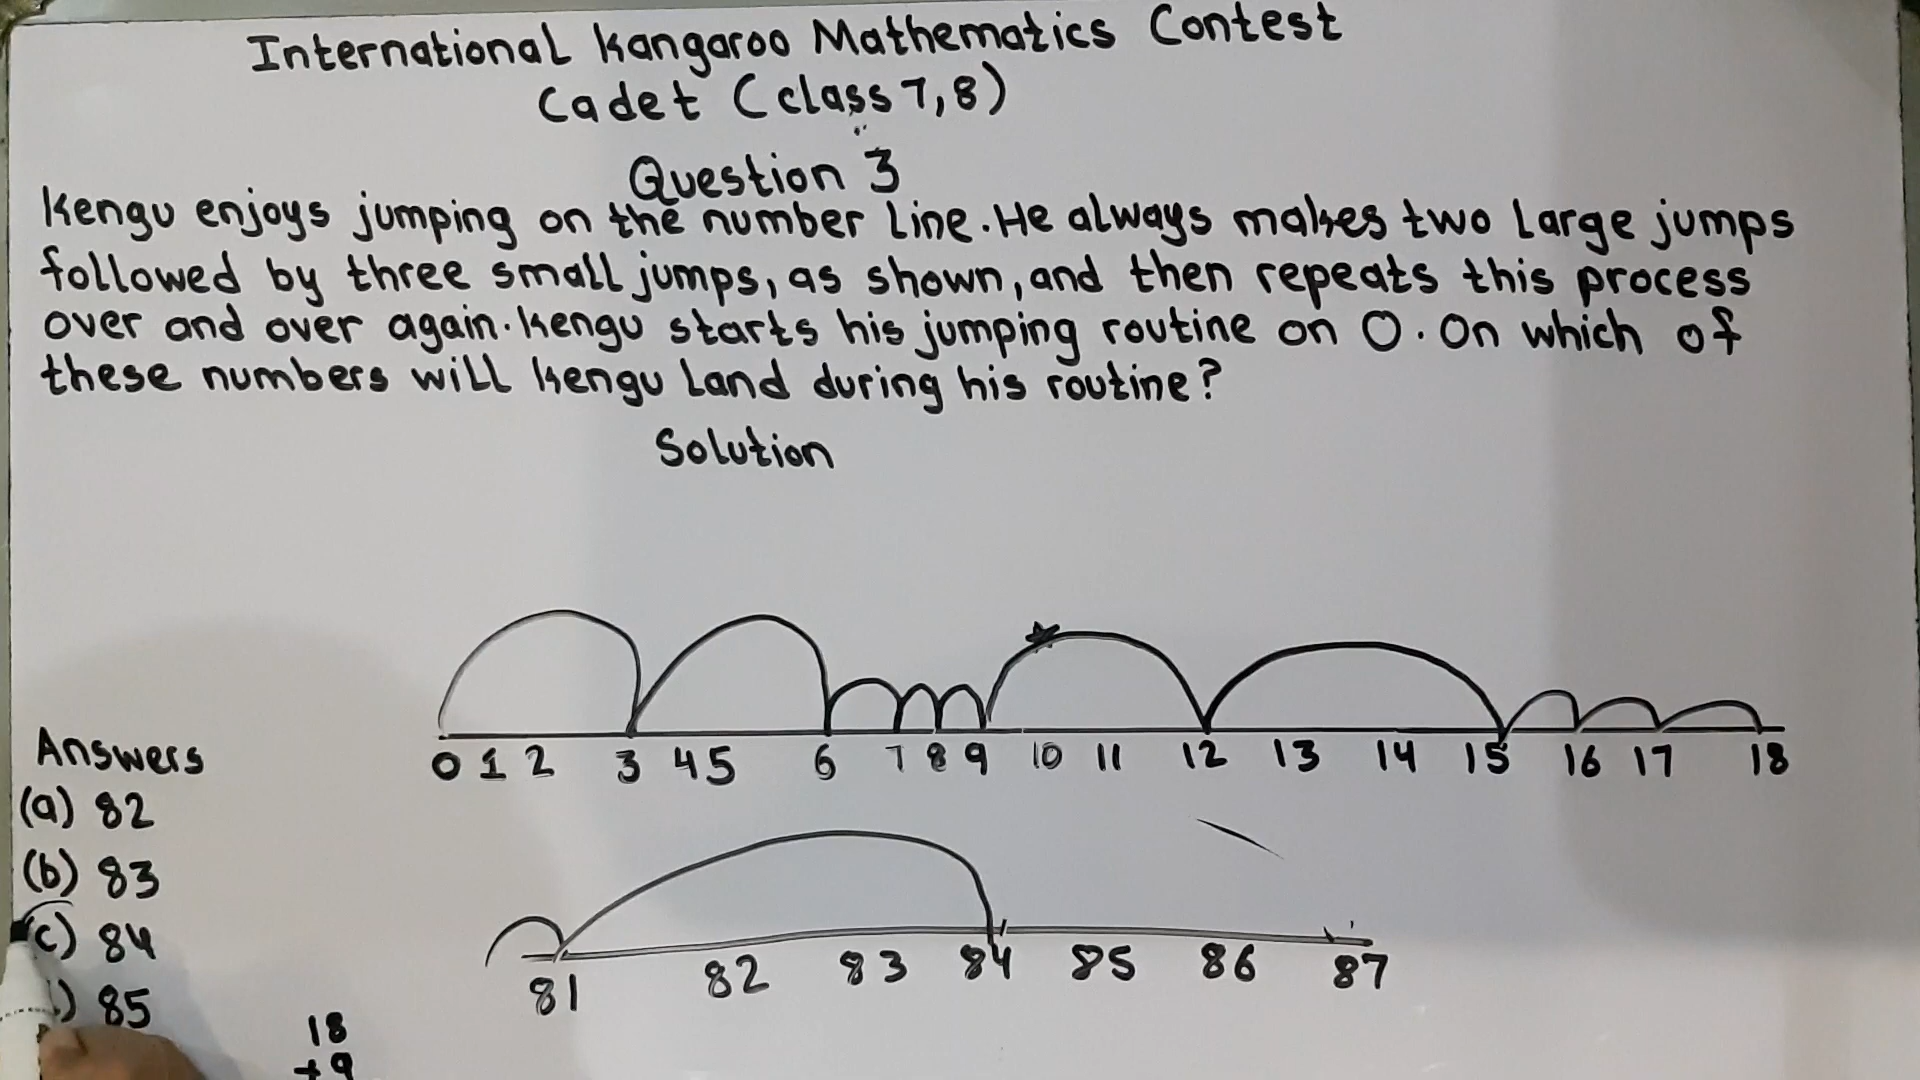 International Kangaroo Mathematics Contest
Cadet (class 7,8)
Question 3
Kengu enjoys jumping on the number line. He always makes two large jumps
followed by three small jumps, as shown, and then repeats this process
over and over again. Kengu starts his jumping routine on 0. On which of
these numbers will Kengu Land during his routine?
Solution
0 1 2 3 4 5 6 7 8 9 10 11 12 13 14 15 16 17 18
Answers
(a) 82
(b) 83
(c) 84
) 85
81 82 83 84 85 86 87
18
+9